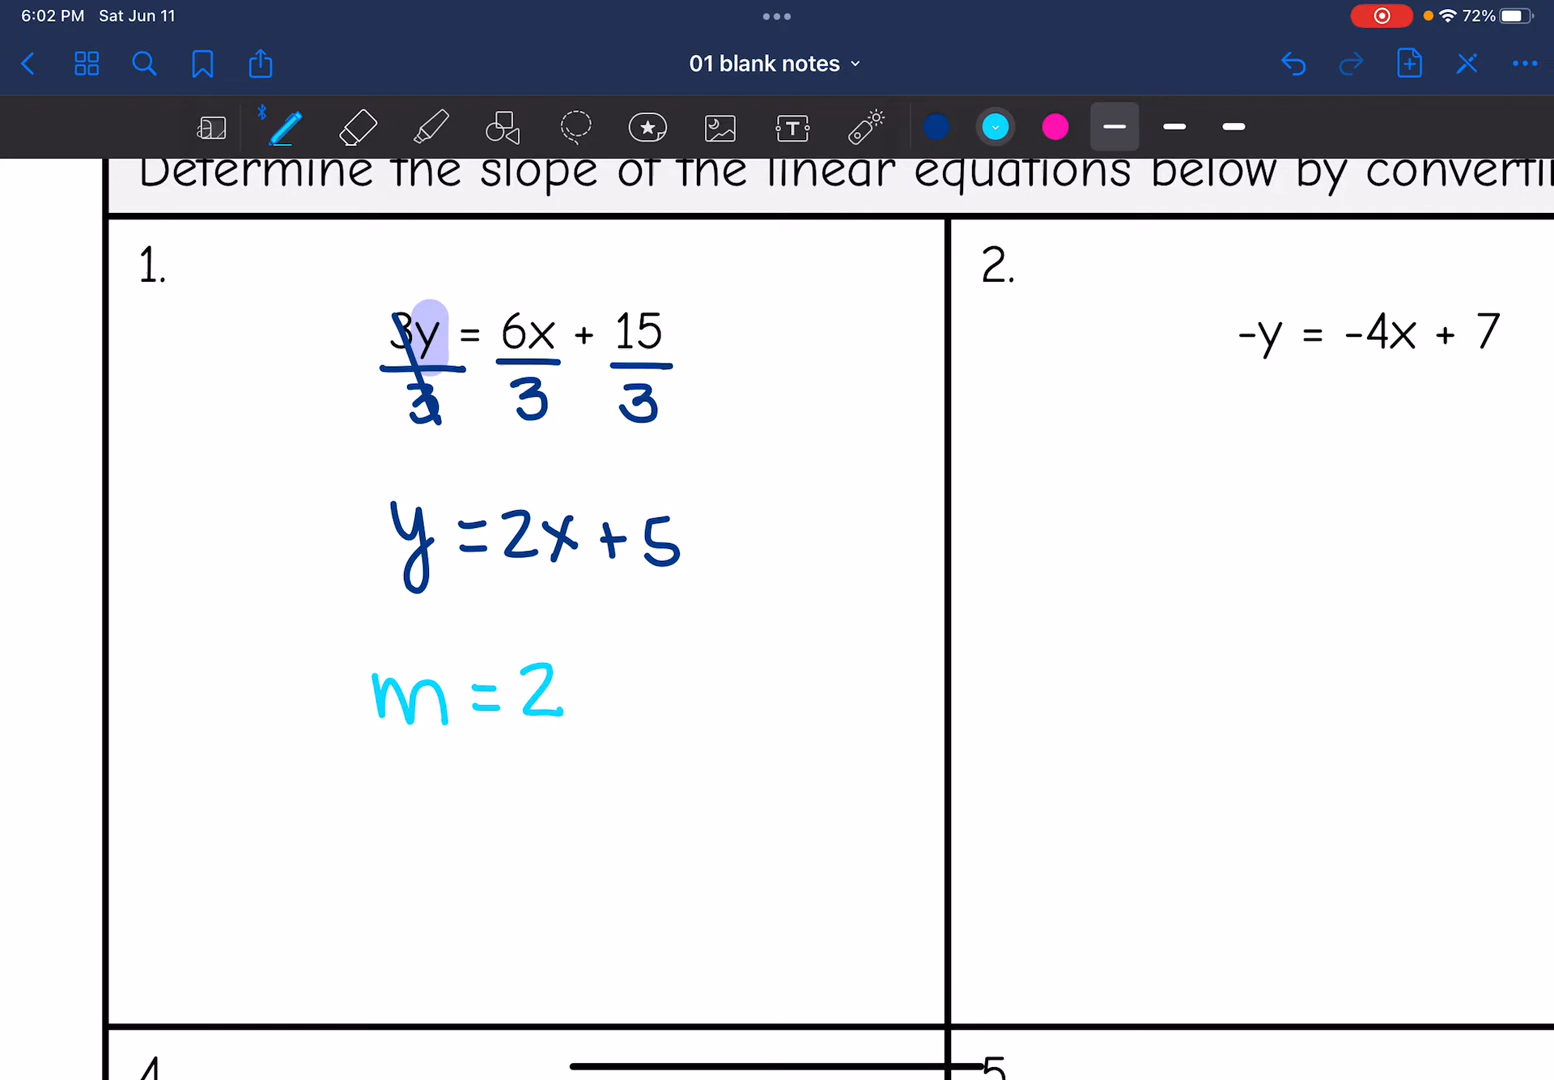 6:02 PM Sat Jun 11
72%
01 blank notes
T
Determine the slope of the linear equations below by
1.
3y = 6x + 15
3 3 3
y = 2x + 5
m = 2
2.
-y = -4x + 7
4
5